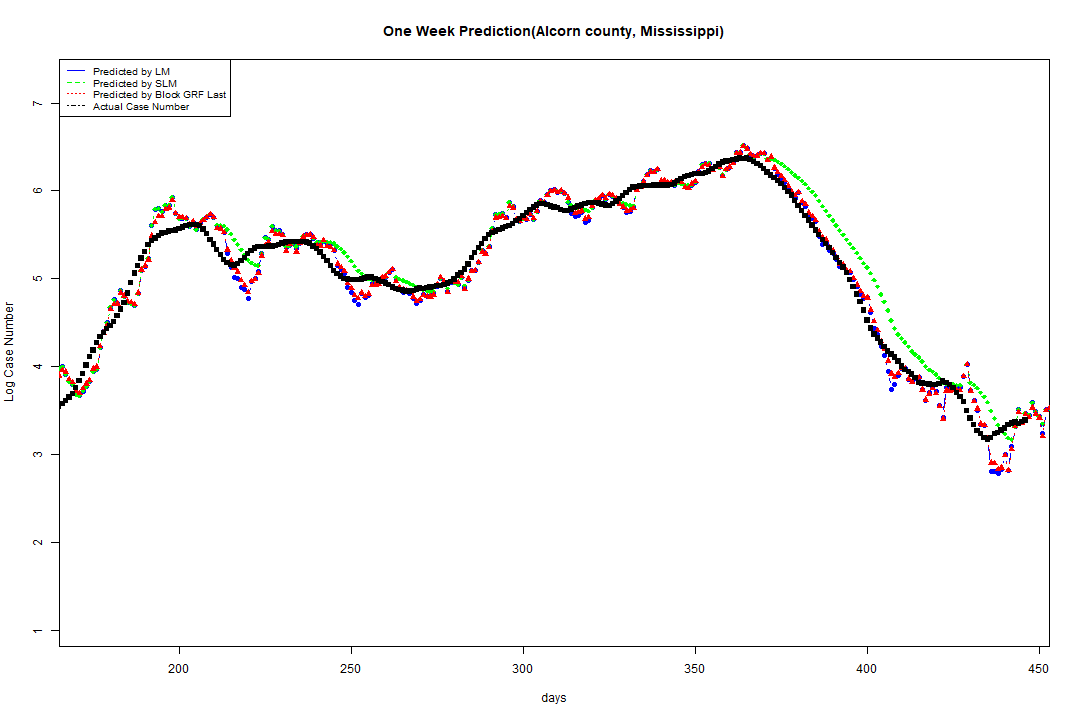 One Week Prediction(Alcorn county, Mississippi)
Predicted by LM
Predicted by SLM
Predicted by Block GRF Last
Actual Case Number
7
6
5
4
3
2
1
Log Case Number
200 250 300 350 400 450
days